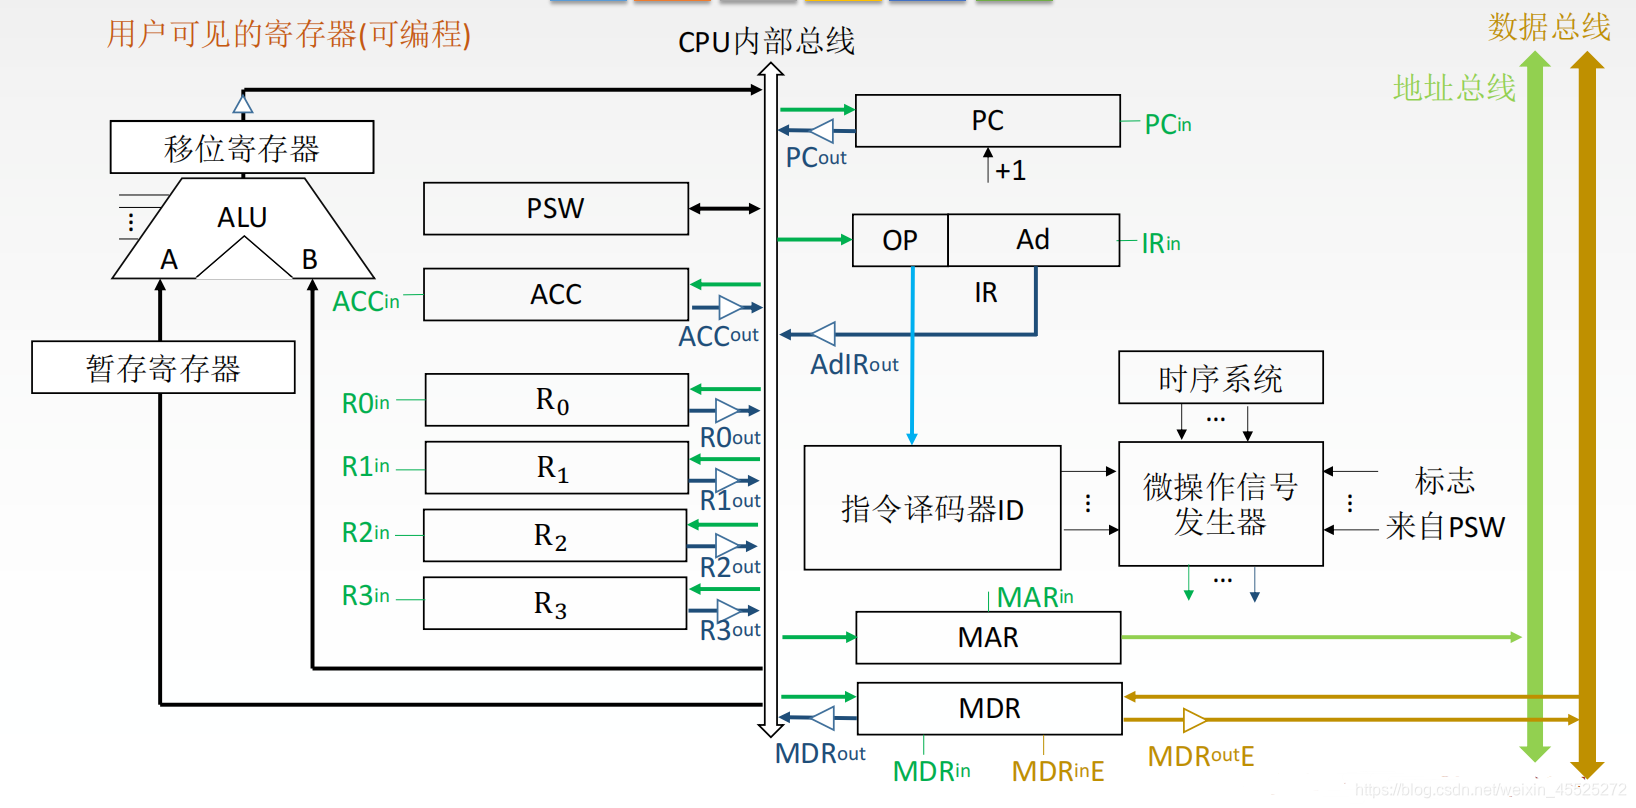 用户可见的寄存器(可编程)
CPU内部总线
数据总线
地址总线
移位寄存器
ALU
A
B
⋮
暂存寄存器
PSW
ACC
ACCin
ACCout
R0
R0in
R0out
R1
R1in
R1out
R2
R2in
R2out
R3
R3in
R3out
PC
PCin
PCout
+1
OP
Ad
IRin
IR
AdIRout
时序系统
...
指令译码器ID
⋮
微操作信号
发生器
⋮
标志
来自PSW
...
MARin
MAR
MDR
MDRout
MDRin
MDRinE
MDRoutE
https://blog.csdn.net/weixin_45525272